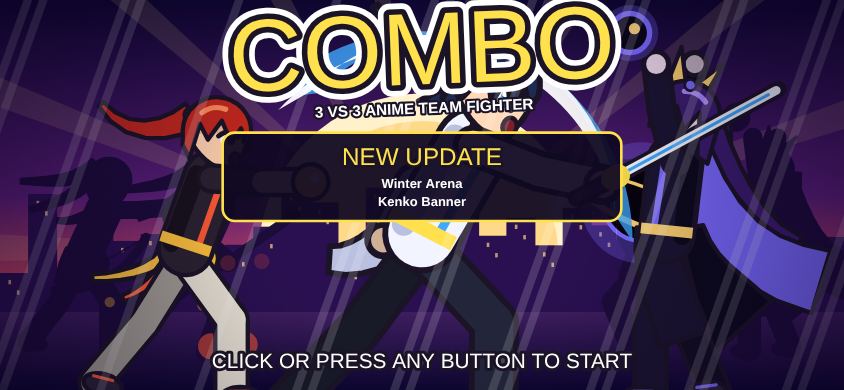 COMBO
3 VS 3 ANIME TEAM FIGHTER
NEW UPDATE
Winter Arena
Kenko Banner
CLICK OR PRESS ANY BUTTON TO START